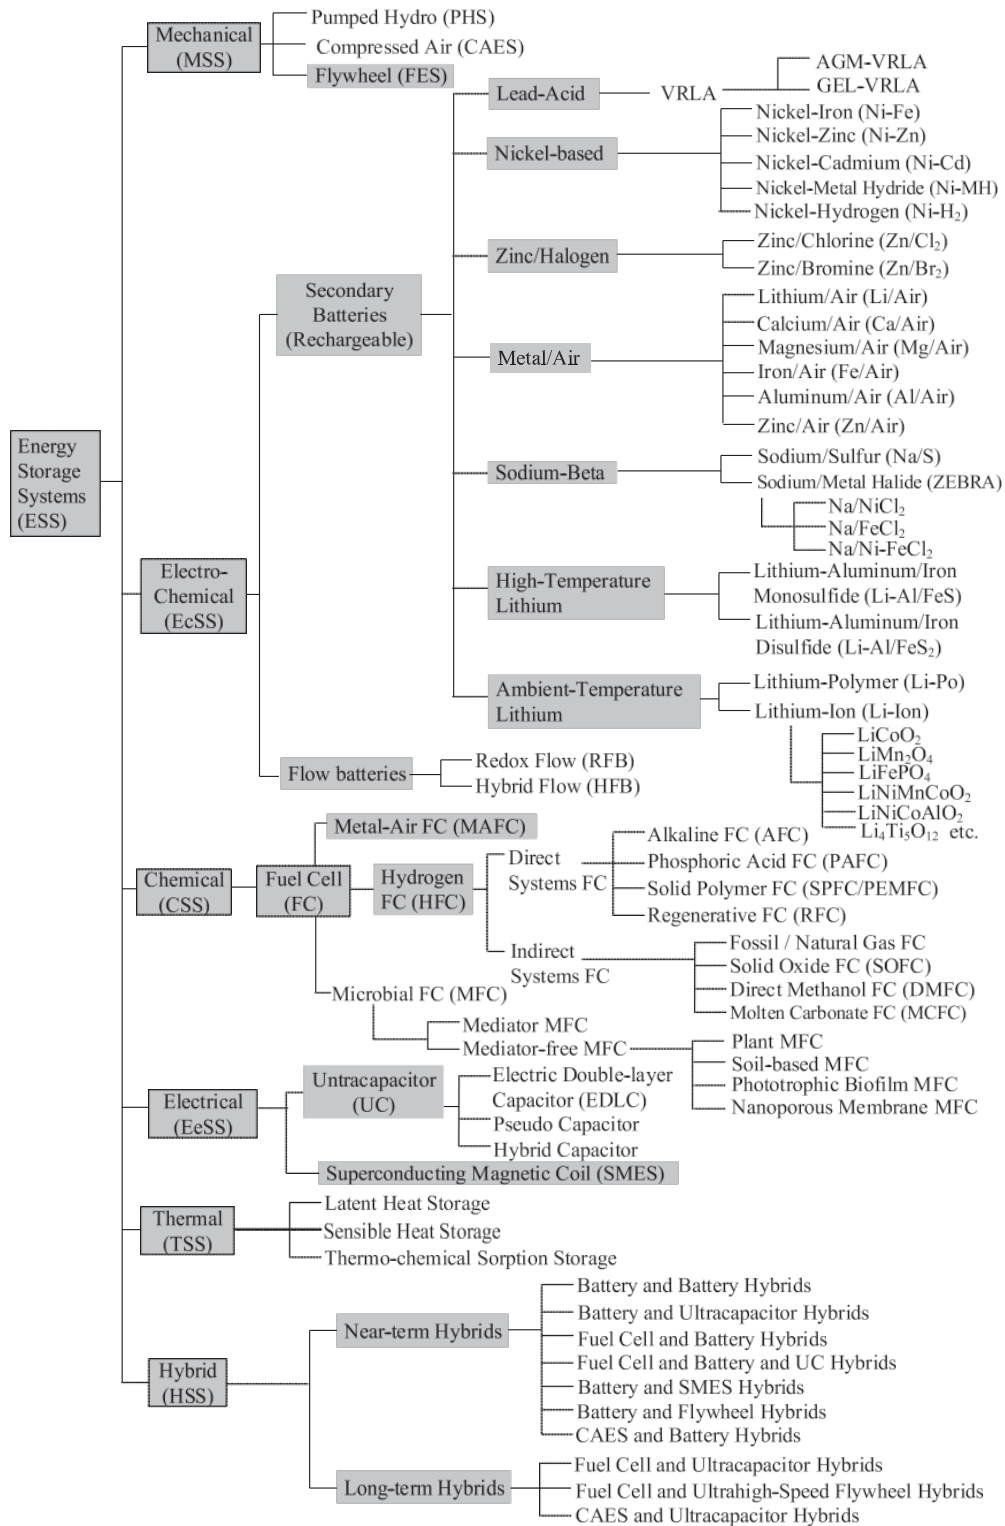 Mechanical
(MSS)
Pumped Hydro (PHS)
Compressed Air (CAES)
Flywheel (FES)
Lead-Acid
VRLA
AGM-VRLA
GEL-VRLA
Nickel-based
Nickel-Iron (Ni-Fe)
Nickel-Zinc (Ni-Zn)
Nickel-Cadmium (Ni-Cd)
Nickel-Metal Hydride (Ni-MH)
Nickel-Hydrogen (Ni-H₂)
Zinc/Halogen
Zinc/Chlorine (Zn/Cl₂)
Zinc/Bromine (Zn/Br₂)
Secondary
Batteries
(Rechargeable)
Metal/Air
Lithium/Air (Li/Air)
Calcium/Air (Ca/Air)
Magnesium/Air (Mg/Air)
Iron/Air (Fe/Air)
Aluminum/Air (Al/Air)
Zinc/Air (Zn/Air)
Energy
Storage
Systems
(ESS)
Sodium-Beta
Sodium/Sulfur (Na/S)
Sodium/Metal Halide (ZEBRA)
Na/NiCl₂
Na/FeCl₂
Na/Ni-FeCl₂
Electro-
Chemical
(EcSS)
High-Temperature
Lithium
Lithium-Aluminum/Iron
Monosulfide (Li-Al/FeS)
Lithium-Aluminum/Iron
Disulfide (Li-Al/FeS₂)
Ambient-Temperature
Lithium
Lithium-Polymer (Li-Po)
Lithium-Ion (Li-Ion)
LiCoO₂
LiMn₂O₄
LiFePO₄
LiNiMnCoO₂
LiNiCoAlO₂
Li₄Ti₅O₁₂ etc.
Flow batteries
Redox Flow (RFB)
Hybrid Flow (HFB)
Chemical
(CSS)
Fuel Cell
(FC)
Metal-Air FC (MAFC)
Hydrogen
FC (HFC)
Direct
Systems FC
Alkaline FC (AFC)
Phosphoric Acid FC (PAFC)
Solid Polymer FC (SPFC/PEMFC)
Regenerative FC (RFC)
Indirect
Systems FC
Fossil / Natural Gas FC
Solid Oxide FC (SOFC)
Direct Methanol FC (DMFC)
Molten Carbonate FC (MCFC)
Microbial FC (MFC)
Mediator MFC
Mediator-free MFC
Plant MFC
Soil-based MFC
Phototrophic Biofilm MFC
Nanoporous Membrane MFC
Electrical
(EeSS)
Untracapacitor
(UC)
Electric Double-layer
Capacitor (EDLC)
Pseudo Capacitor
Hybrid Capacitor
Superconducting Magnetic Coil (SMES)
Thermal
(TSS)
Latent Heat Storage
Sensible Heat Storage
Thermo-chemical Sorption Storage
Hybrid
(HSS)
Near-term Hybrids
Battery and Battery Hybrids
Battery and Ultracapacitor Hybrids
Fuel Cell and Battery Hybrids
Fuel Cell and Battery and UC Hybrids
Battery and SMES Hybrids
Battery and Flywheel Hybrids
CAES and Battery Hybrids
Long-term Hybrids
Fuel Cell and Ultracapacitor Hybrids
Fuel Cell and Ultrahigh-Speed Flywheel Hybrids
CAES and Ultracapacitor Hybrids